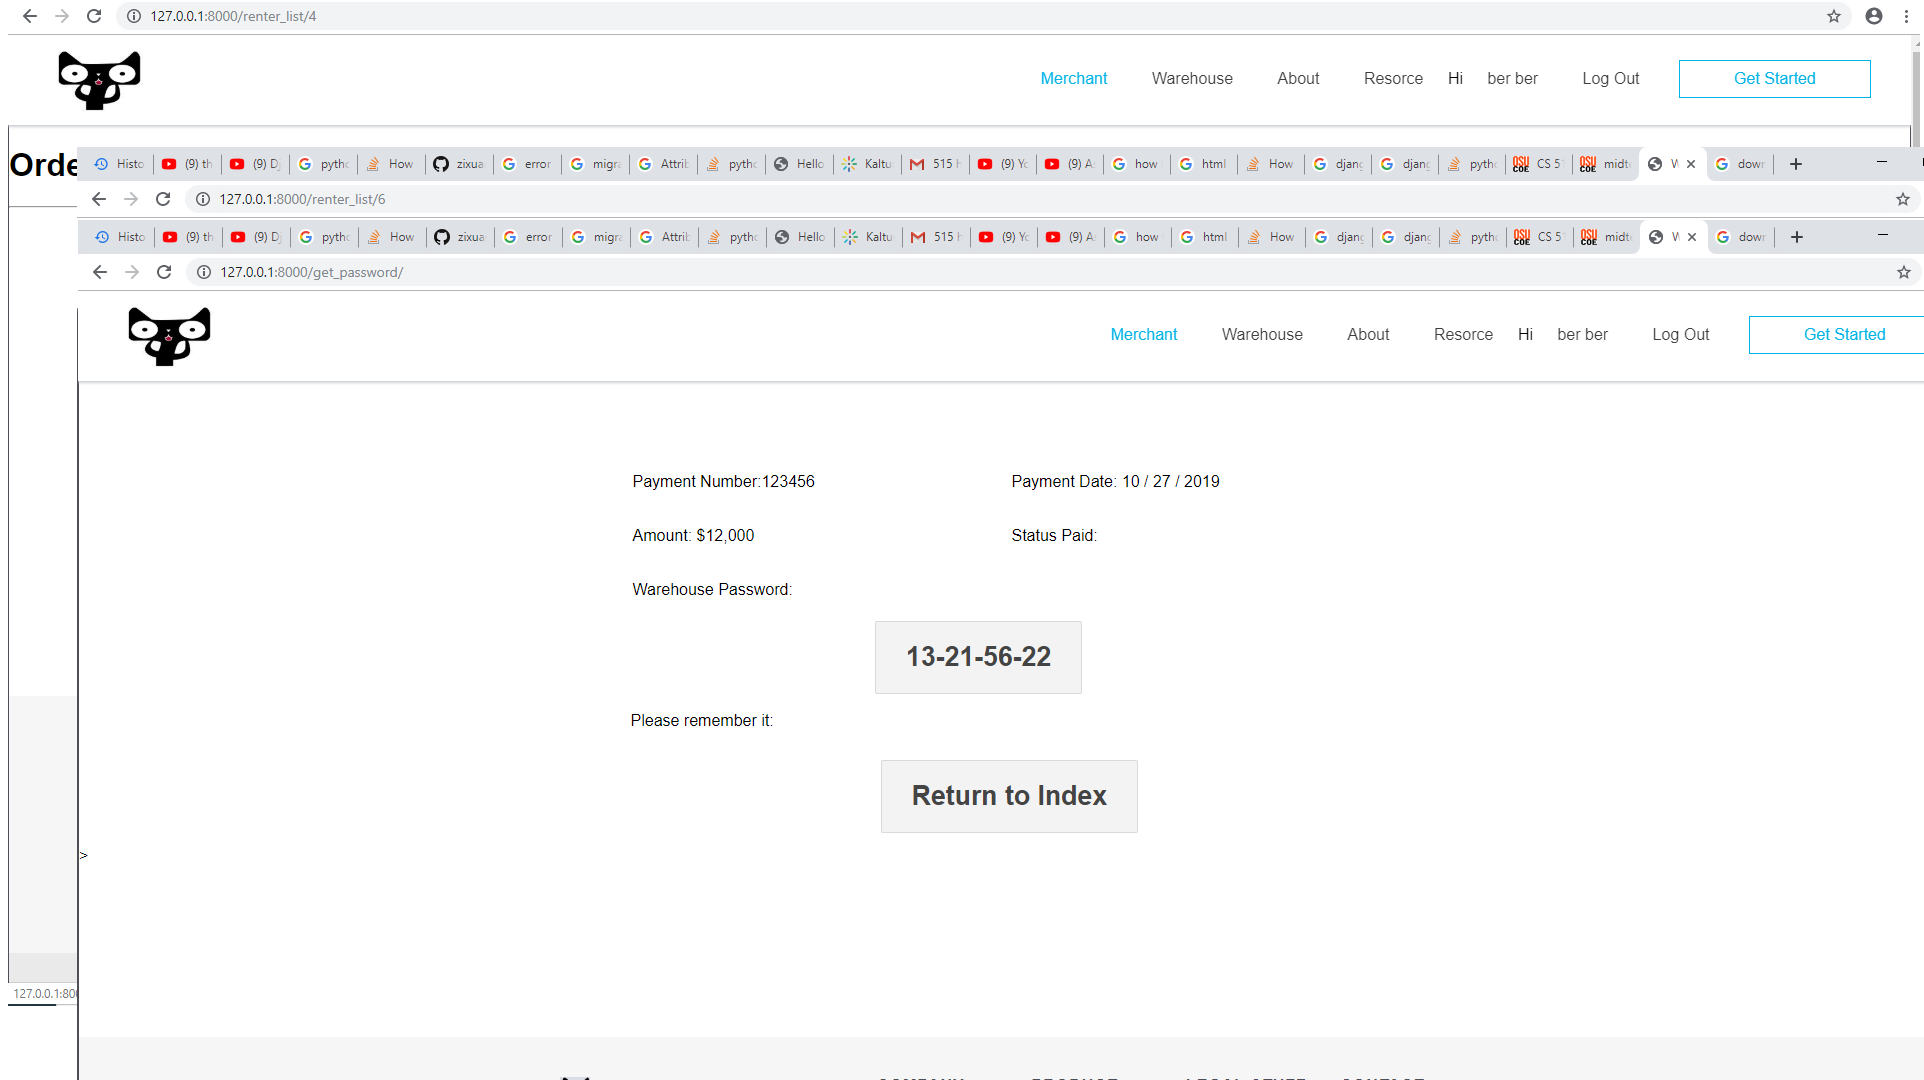 127.0.0.1:8000/renter_list/4
Merchant Warehouse About Resorce Hi ber ber Log Out Get Started
Orde
Histo (9) th (9) Dj pytho How zixua error migra Attrib pytho Hello Kaltu 515 h (9) Yo (9) A how html How djang djang pytho CS 5 midt W dow
127.0.0.1:8000/renter_list/6
Histo (9) th (9) Dj pytho How zixua error migra Attrib pytho Hello Kaltu 515 h (9) Yo (9) A how html How djang djang pytho CS 5 midt W dow
127.0.0.1:8000/get_password/
Merchant Warehouse About Resorce Hi ber ber Log Out Get Started
Payment Number:123456 Payment Date: 10 / 27 / 2019
Amount: $12,000 Status Paid:
Warehouse Password:
13-21-56-22
Please remember it:
Return to Index
>
127.0.0.1:800